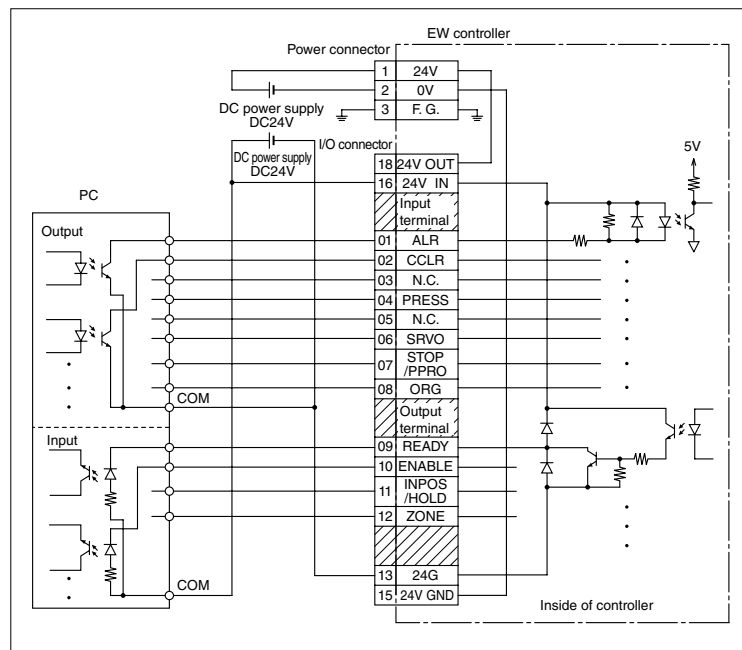 EW controller
Power connector
1 24V
2 0V
3 F. G.
DC power supply
DC24V
I/O connector
DC power supply
DC24V
18 24V OUT
16 24V IN
5V
PC
Input
terminal
Output
01 ALR
02 CCLR
03 N.C.
04 PRESS
05 N.C.
06 SRVO
07 STOP
/PPRO
08 ORG
COM
Output
terminal
Input
09 READY
10 ENABLE
11 INPOS
/HOLD
12 ZONE
13 24G
COM
15 24V GND
Inside of controller